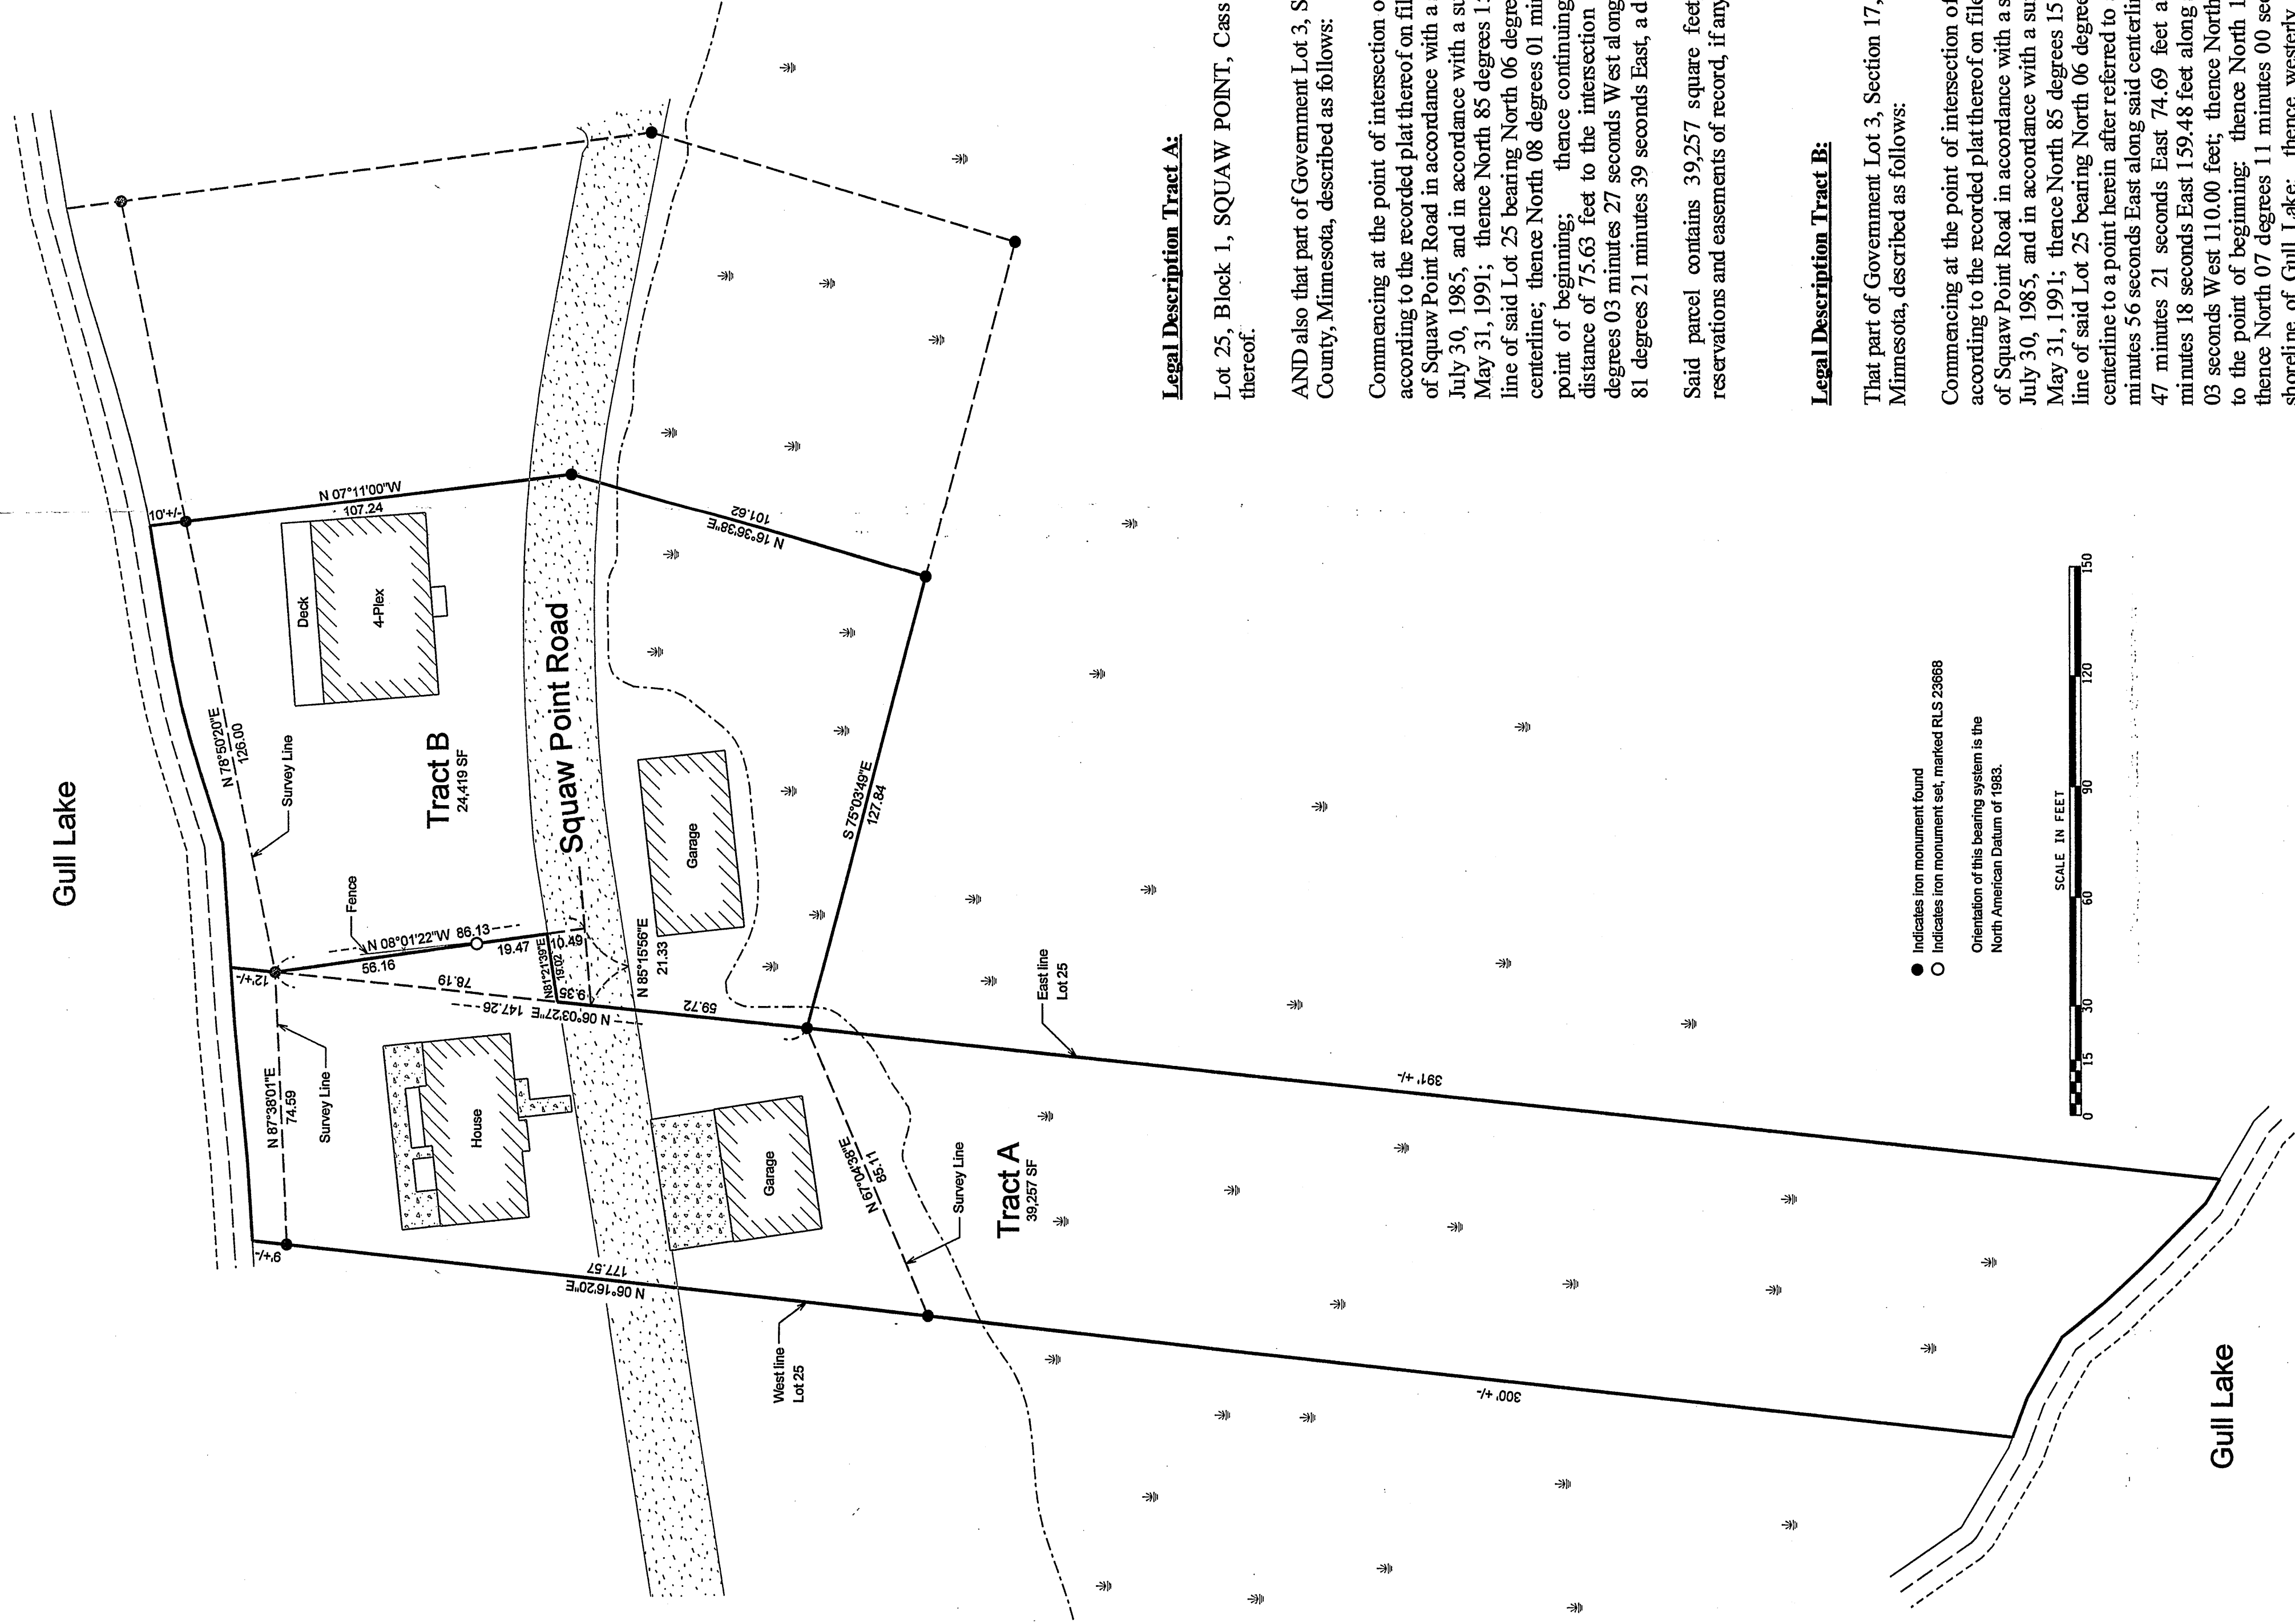 Gull Lake
10'+/-
N 07°11'00"W
107.24
Deck
4-Plex
N 78°50'20"E
126.00
Survey Line
Tract B
24,419 SF
Squaw Point Road
N 16°36'38"E
101.62
Fence
N 08°01'22"W 86.13
56.16
19.47
10.49
12'+/-
78.19
N81°21'39"E
19.02
9.35
N 06°03'27"E 147.26
N 85°15'56"E
21.33
59.72
Garage
S 75°03'49"E
127.84
N 87°38'01"E
74.59
Survey Line
House
9'+/-
177.57
N 06°16'20"E
Garage
N 67°04'38"E
85.11
Survey Line
Tract A
39,257 SF
East line
Lot 25
West line
Lot 25
391' +/-
300' +/-
Gull Lake
Indicates iron monument found
Indicates iron monument set, marked RLS 23668
Orientation of this bearing system is the
North American Datum of 1983.
SCALE IN FEET
0 15 30 60 90 120 150
Legal Description Tract A:
Lot 25, Block 1, SQUAW POINT, Cass
thereof.
AND also that part of Government Lot 3, S
County, Minnesota, described as follows:
Commencing at the point of intersection o
according to the recorded plat thereof on fil
of Squaw Point Road in accordance with a
July 30, 1985, and in accordance with a su
May 31, 1991; thence North 85 degrees 1
line of said Lot 25 bearing North 06 degre
centerline; thence North 08 degrees 01 min
point of beginning; thence continuing
distance of 75.63 feet to the intersection
degrees 03 minutes 27 seconds West along
81 degrees 21 minutes 39 seconds East, a d
Said parcel contains 39,257 square feet
reservations and easements of record, if any
Legal Description Tract B:
That part of Government Lot 3, Section 17,
Minnesota, described as follows:
Commencing at the point of intersection of
according to the recorded plat thereof on file
of Squaw Point Road in accordance with a s
July 30, 1985, and in accordance with a sur
May 31, 1991; thence North 85 degrees 15
line of said Lot 25 bearing North 06 degree
centerline to a point herein after referred to
minutes 56 seconds East along said centerlin
47 minutes 21 seconds East 74.69 feet a
minutes 18 seconds East 159.48 feet along
03 seconds West 110.00 feet; thence North
to the point of beginning; thence North 1
thence North 07 degrees 11 minutes 00 sec
shoreline of Gull Lake; thence westerly